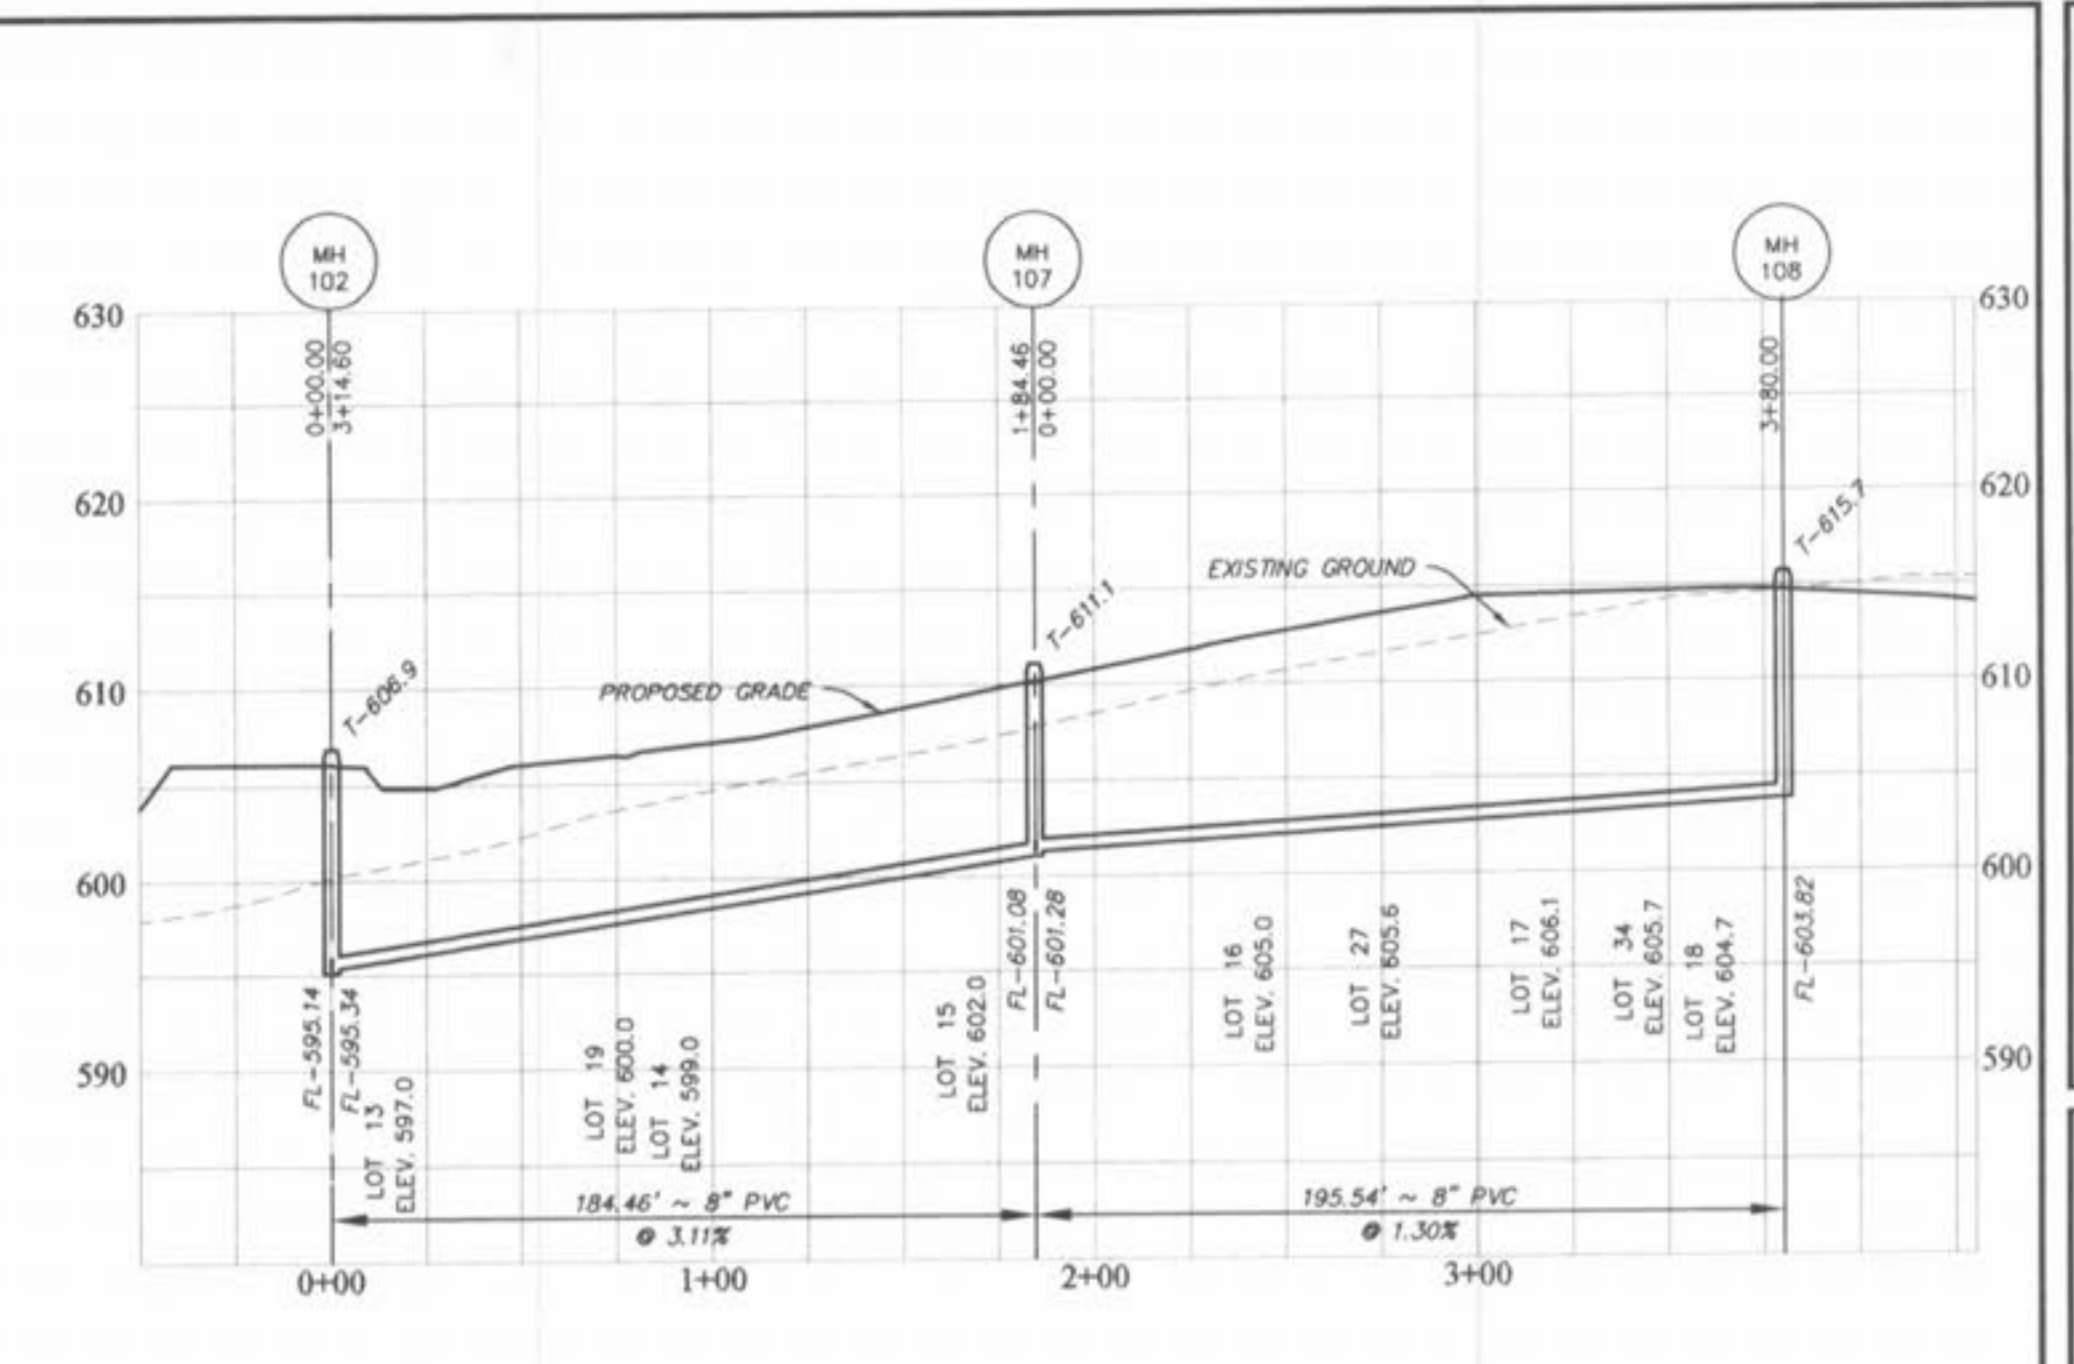 MH
102
MH
107
MH
108
630
630
0+00.00
3+14.60
1+84.46
0+00.00
3+80.00
620
620
T-615.7
EXISTING GROUND
T-611.1
T-606.9
610
PROPOSED GRADE
610
600
600
FL-595.14
FL-595.34
LOT 13
ELEV. 597.0
LOT 19
ELEV. 600.0
LOT 14
ELEV. 599.0
LOT 15
ELEV. 602.0
FL-601.08
FL-601.28
LOT 16
ELEV. 605.0
LOT 27
ELEV. 605.6
LOT 17
ELEV. 606.1
LOT 34
ELEV. 605.7
LOT 18
ELEV. 604.7
FL-603.82
590
590
184.46' ~ 8" PVC
@ 3.11%
195.54' ~ 8" PVC
@ 1.30%
0+00
1+00
2+00
3+00